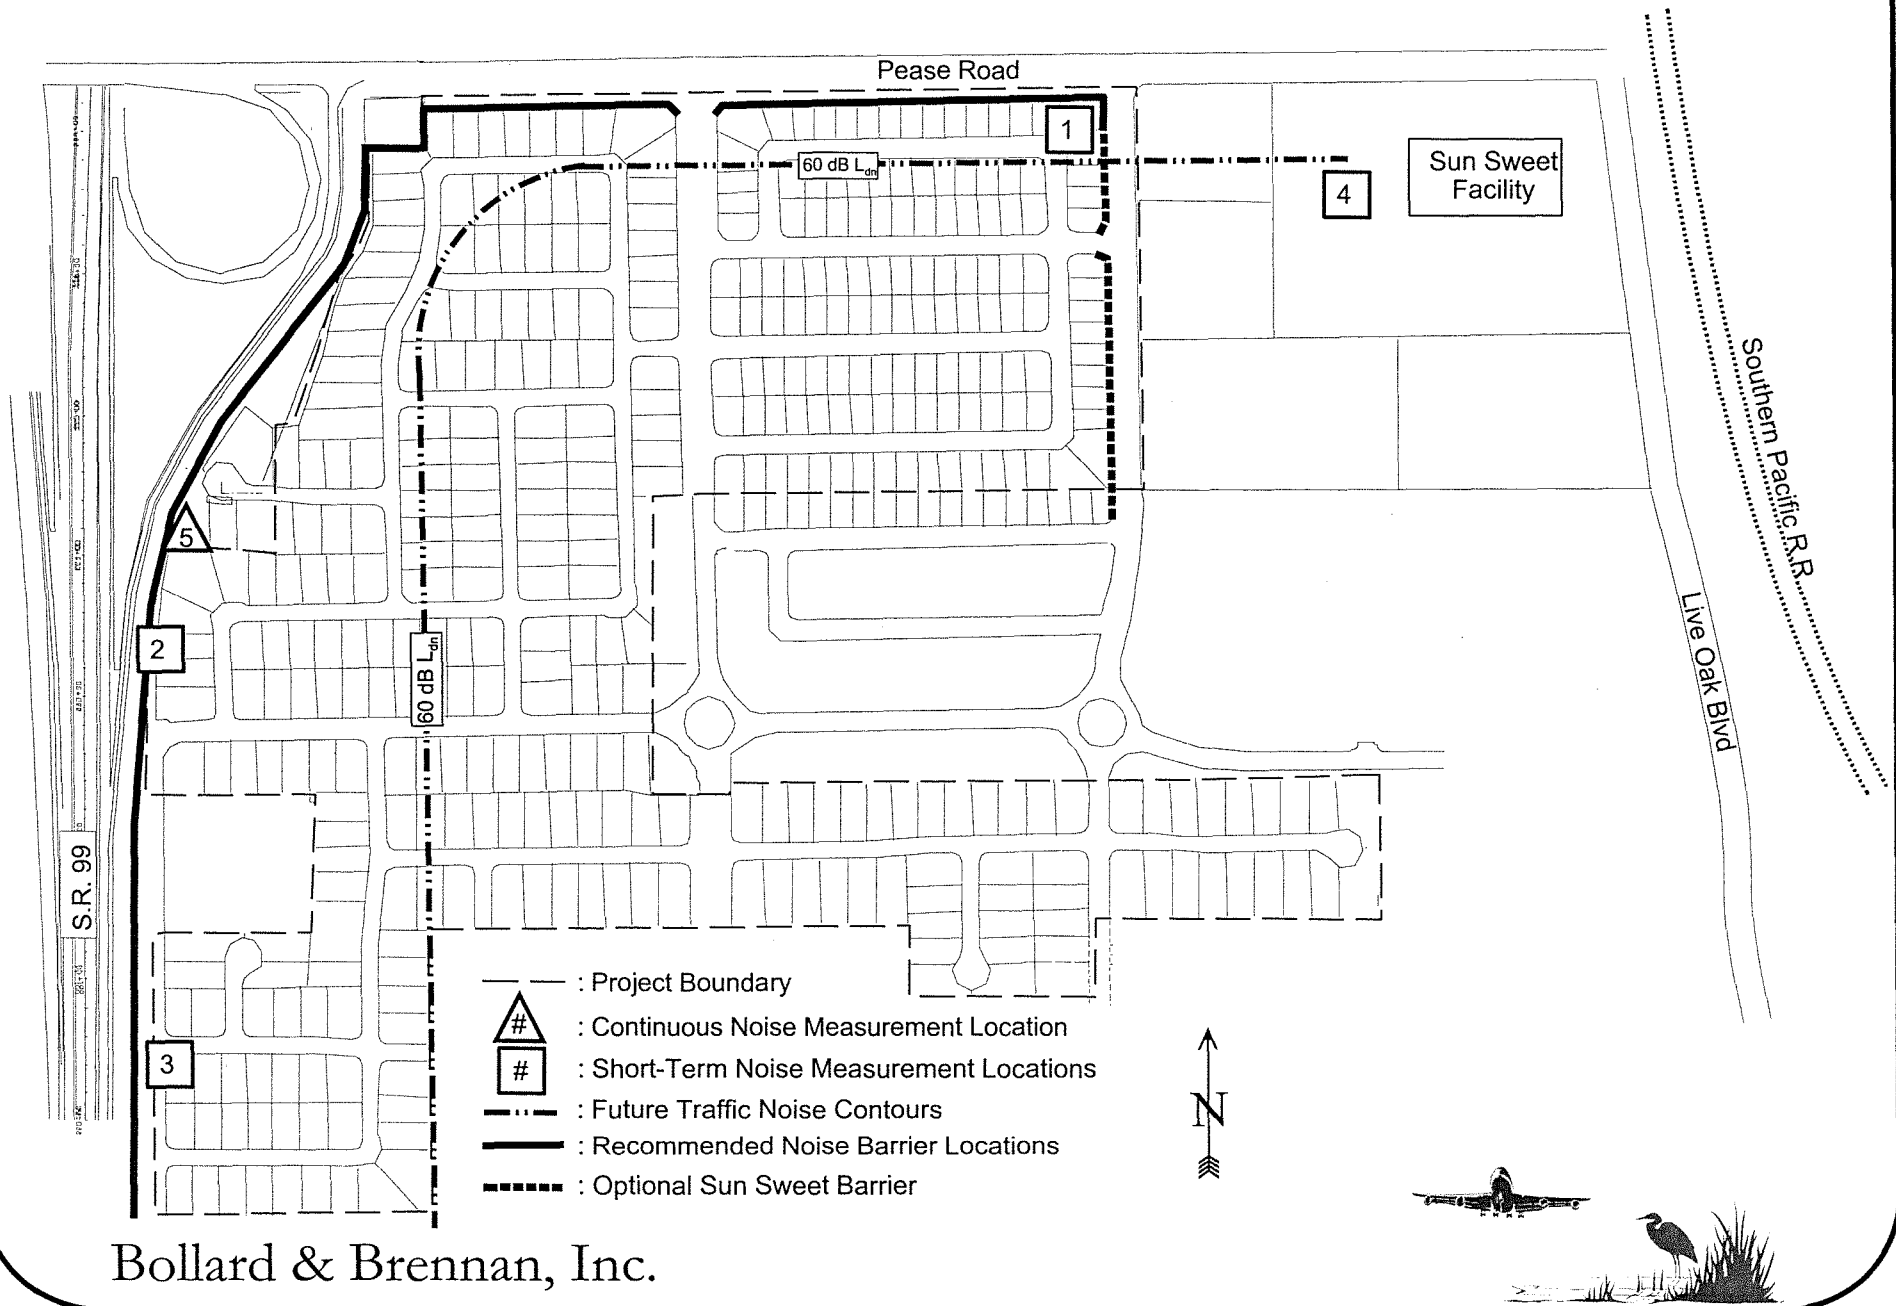 Pease Road
1
60 dB Ldn
Sun Sweet
Facility
4
Southern Pacific R.R
5
2
60 dB Ldn
Live Oak Blvd
S.R. 99
3
: Project Boundary
# : Continuous Noise Measurement Location
# : Short-Term Noise Measurement Locations
: Future Traffic Noise Contours
: Recommended Noise Barrier Locations
: Optional Sun Sweet Barrier
N
Bollard & Brennan, Inc.